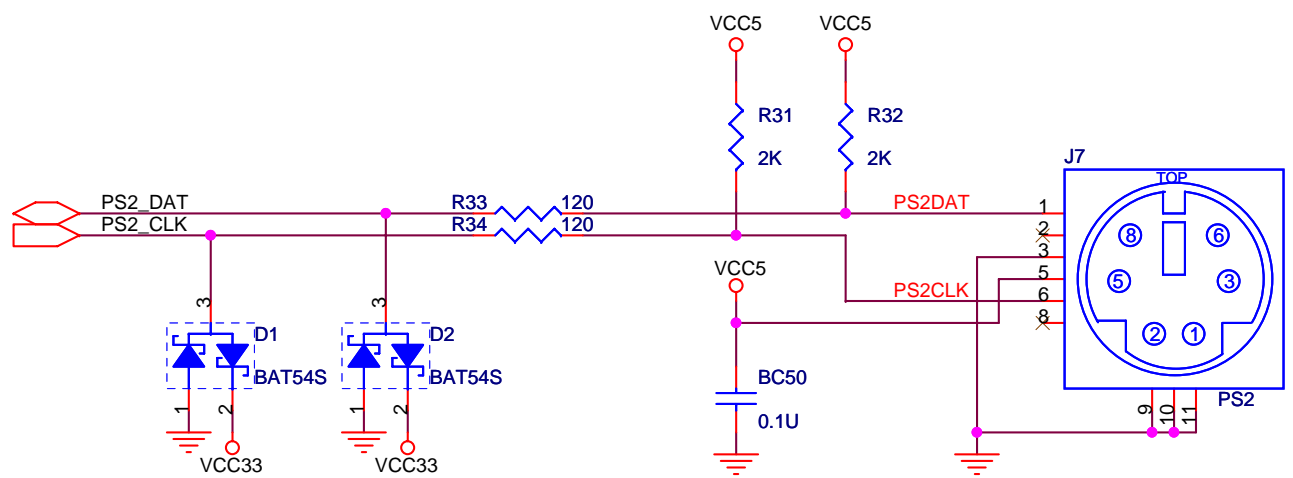 VCC5 VCC5
R31 R32
2K 2K
J7
TOP
PS2_DAT R33 120 PS2DAT 1
PS2_CLK R34 120 2
8 6
3
VCC5 5
5 3
PS2CLK 6
8
3 3
2 1
D1 D2
BAT54S BAT54S BC50
0.1U
PS2
1 2 1 2 9 10 11
VCC33 VCC33